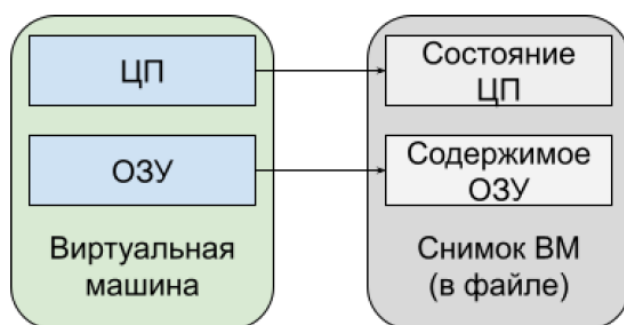 ЦП
ОЗУ
Виртуальная
машина
Состояние
ЦП
Содержимое
ОЗУ
Снимок ВМ
(в файле)